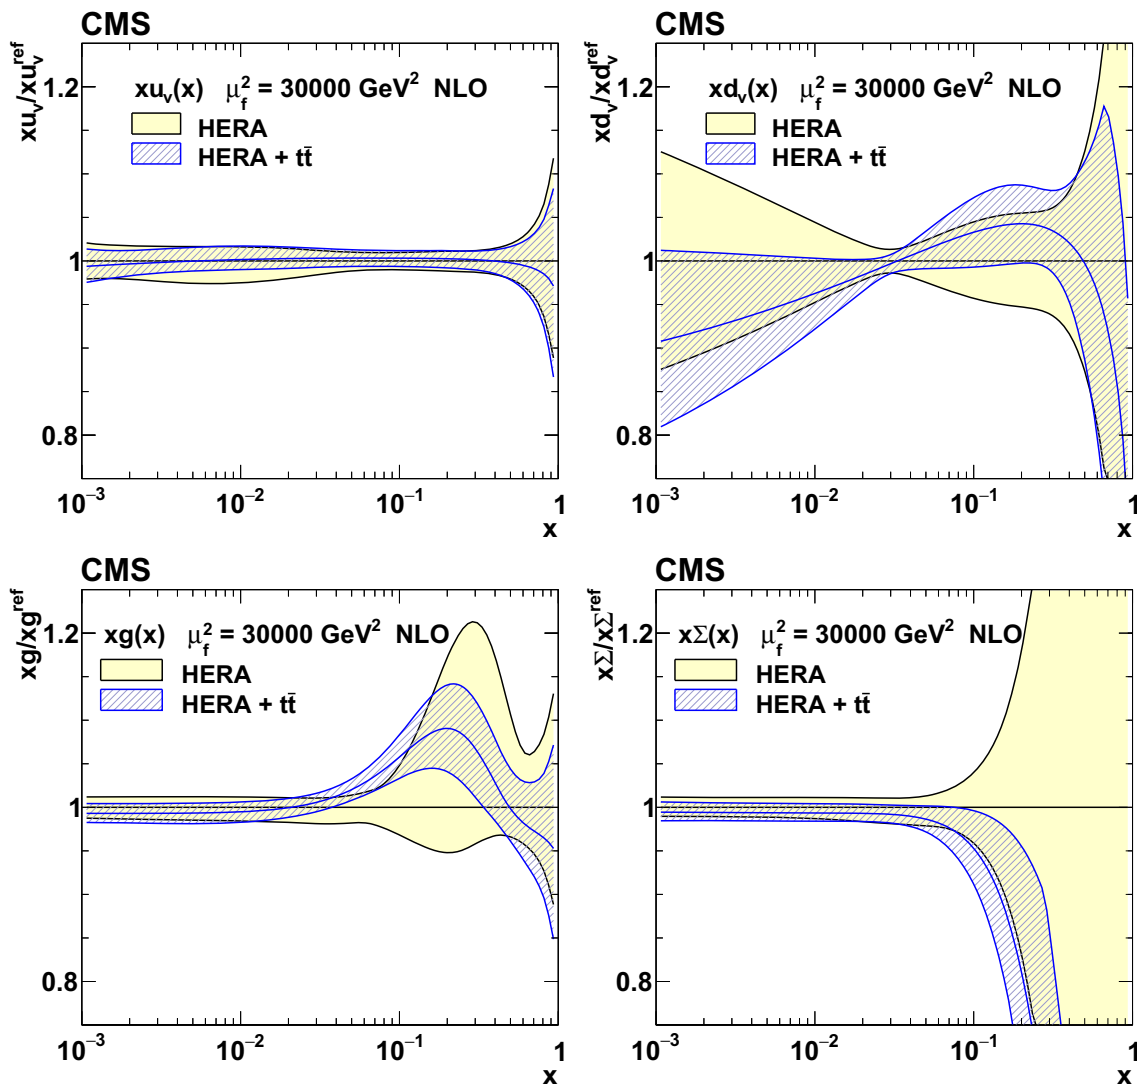 CMS
xu_v/xu_v^ref
xu_v(x) μ_f^2 = 30000 GeV^2 NLO
HERA
HERA + tt̄
1.2
1
0.8
10^−3 10^−2 10^−1 1
x
CMS
xd_v/xd_v^ref
xd_v(x) μ_f^2 = 30000 GeV^2 NLO
HERA
HERA + tt̄
1.2
1
0.8
10^−3 10^−2 10^−1 1
x
CMS
xg/xg^ref
xg(x) μ_f^2 = 30000 GeV^2 NLO
HERA
HERA + tt̄
1.2
1
0.8
10^−3 10^−2 10^−1 1
x
CMS
xΣ/xΣ^ref
xΣ(x) μ_f^2 = 30000 GeV^2 NLO
HERA
HERA + tt̄
1.2
1
0.8
10^−3 10^−2 10^−1 1
x